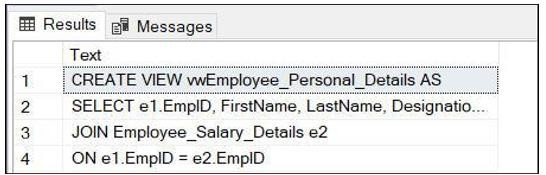 Results Messages
Text
1 CREATE VIEW vwEmployee_Personal_Details AS
2 SELECT e1.EmpID, FirstName, LastName, Designatio...
3 JOIN Employee_Salary_Details e2
4 ON e1.EmpID = e2.EmpID